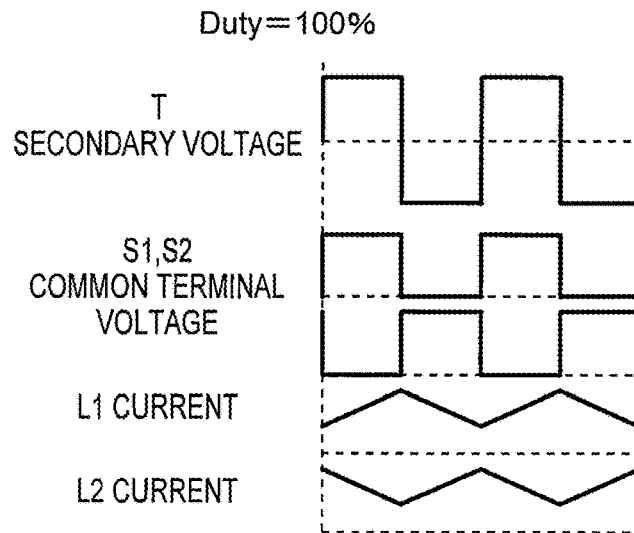 Duty=100%
T
SECONDARY VOLTAGE
S1,S2
COMMON TERMINAL
VOLTAGE
L1 CURRENT
L2 CURRENT